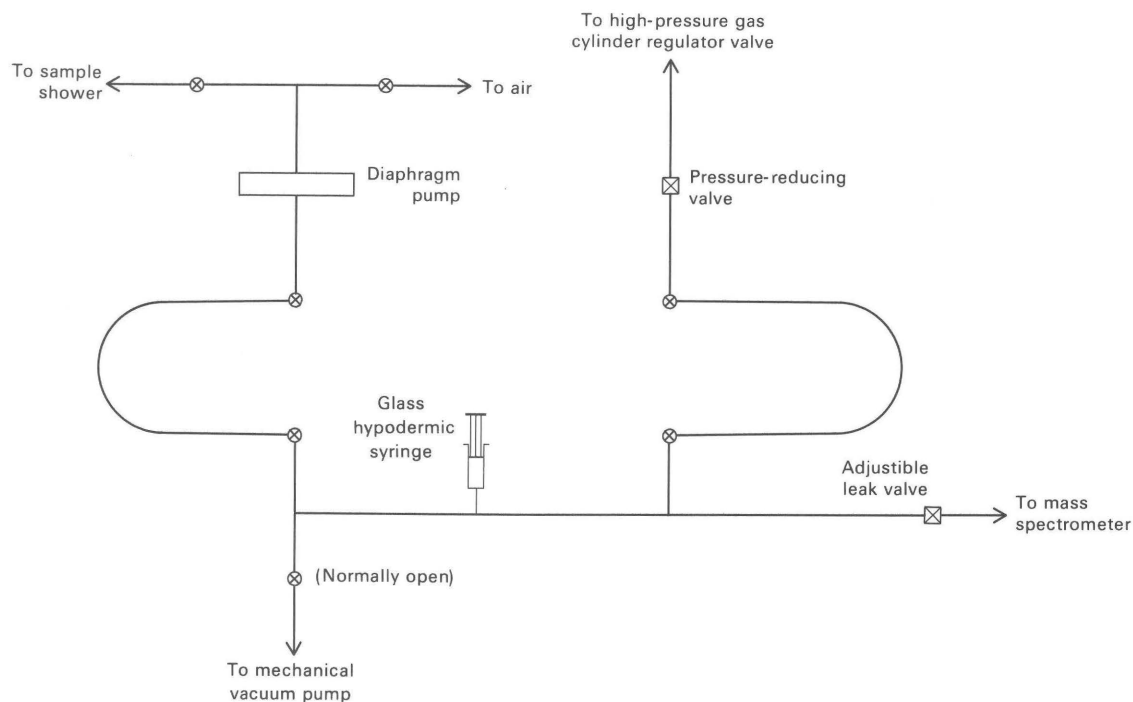 To high-pressure gas
cylinder regulator valve
To sample
shower
To air
Diaphragm
pump
Pressure-reducing
valve
Glass
hypodermic
syringe
Adjustible
leak valve
To mass
spectrometer
(Normally open)
To mechanical
vacuum pump